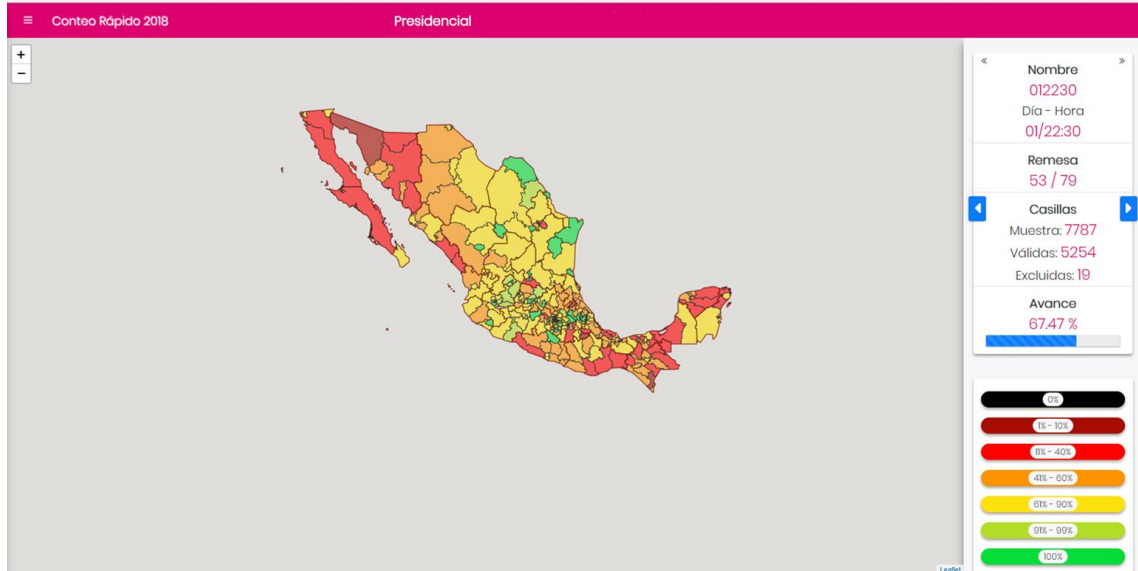 ≡ Conteo Rápido 2018 Presidencial
+
−
« »
Nombre
012230
Día - Hora
01/22:30
Remesa
53 / 79
Casillas
Muestra: 7787
Válidas: 5254
Excluidas: 19
Avance
67.47 %
0%
1% - 10%
11% - 40%
41% - 60%
61% - 90%
91% - 99%
100%
Leaflet